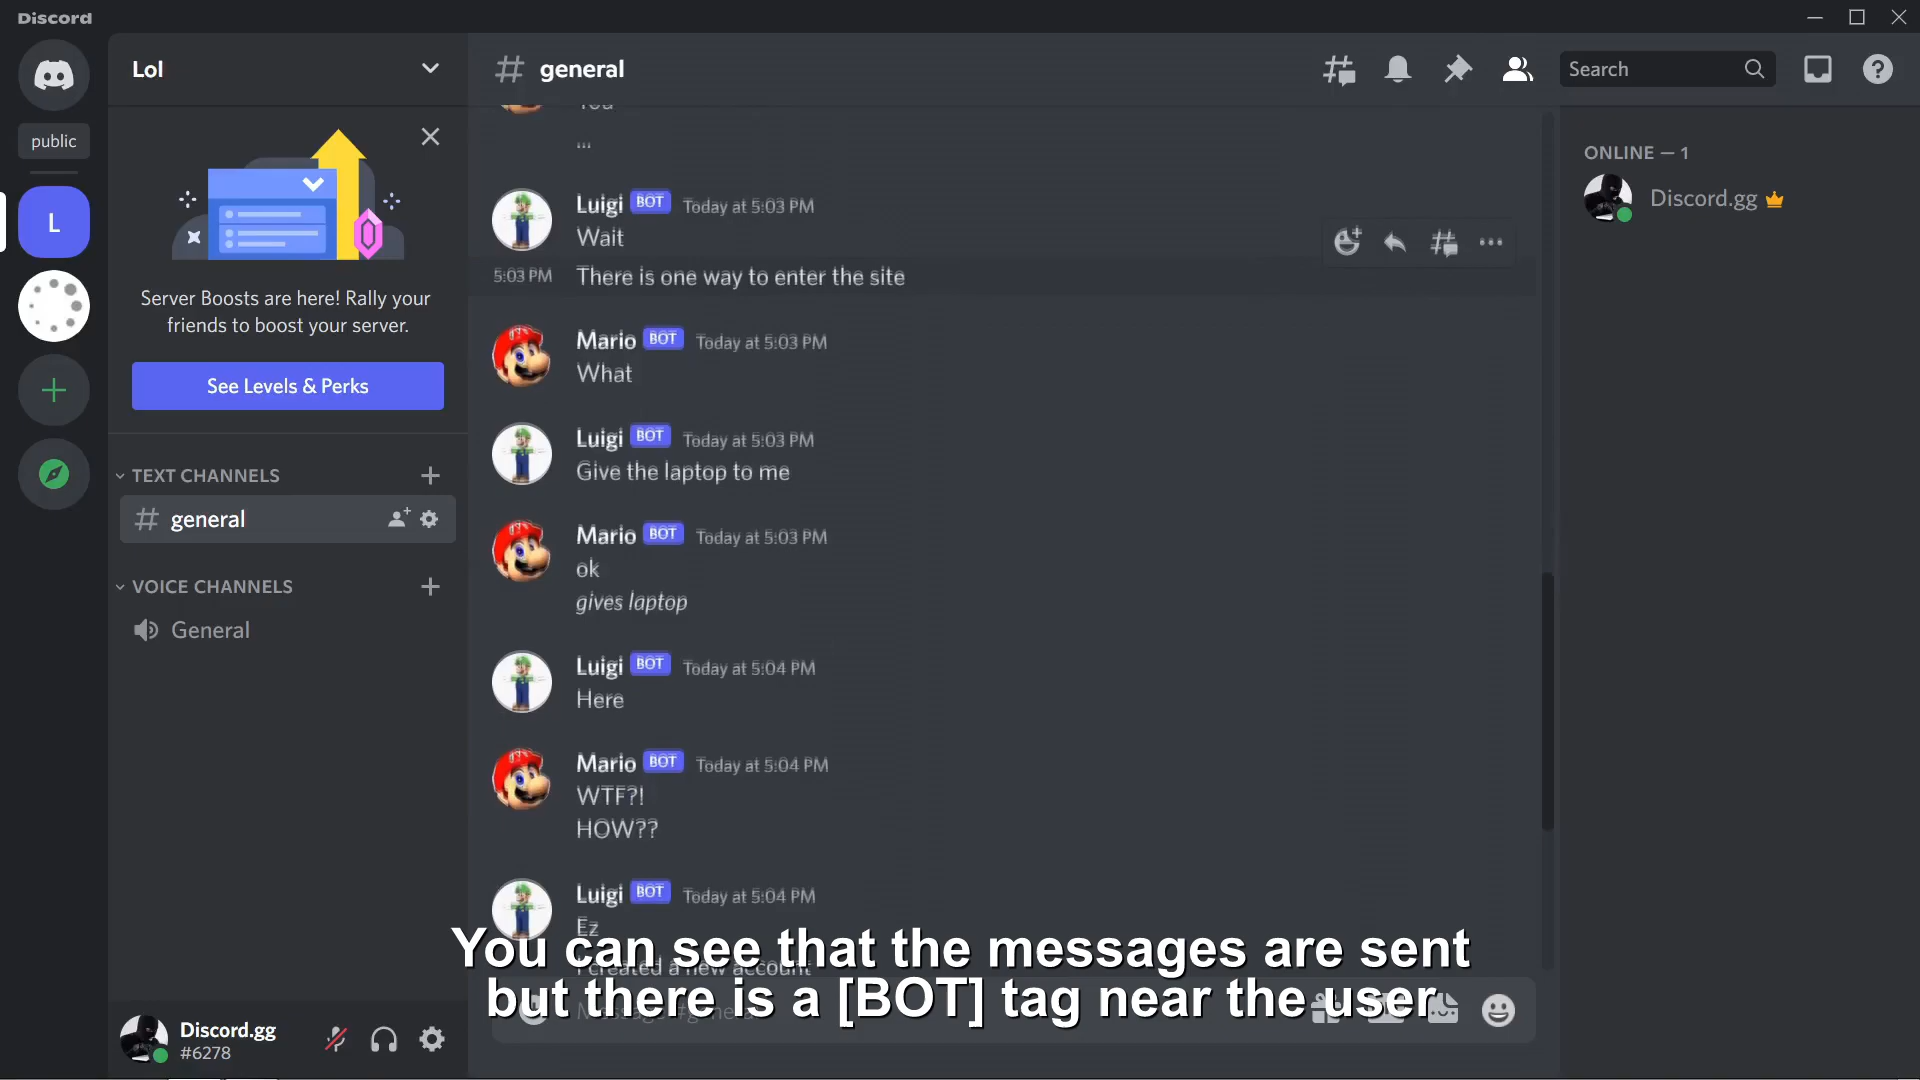 Discord
Lol
general
Search
public
You
...
ONLINE — 1
Discord.gg
L
Luigi BOT Today at 5:03 PM
Wait
5:03 PM There is one way to enter the site
Server Boosts are here! Rally your
friends to boost your server.
See Levels & Perks
Mario BOT Today at 5:03 PM
What
Luigi BOT Today at 5:03 PM
Give the laptop to me
TEXT CHANNELS
general
Mario BOT Today at 5:03 PM
ok
gives laptop
VOICE CHANNELS
General
Luigi BOT Today at 5:04 PM
Here
Mario BOT Today at 5:04 PM
WTF?!
HOW??
Luigi BOT Today at 5:04 PM
Ez
I created a new account
You can see that the messages are sent
but there is a [BOT] tag near the user
Message #general
Discord.gg
#6278